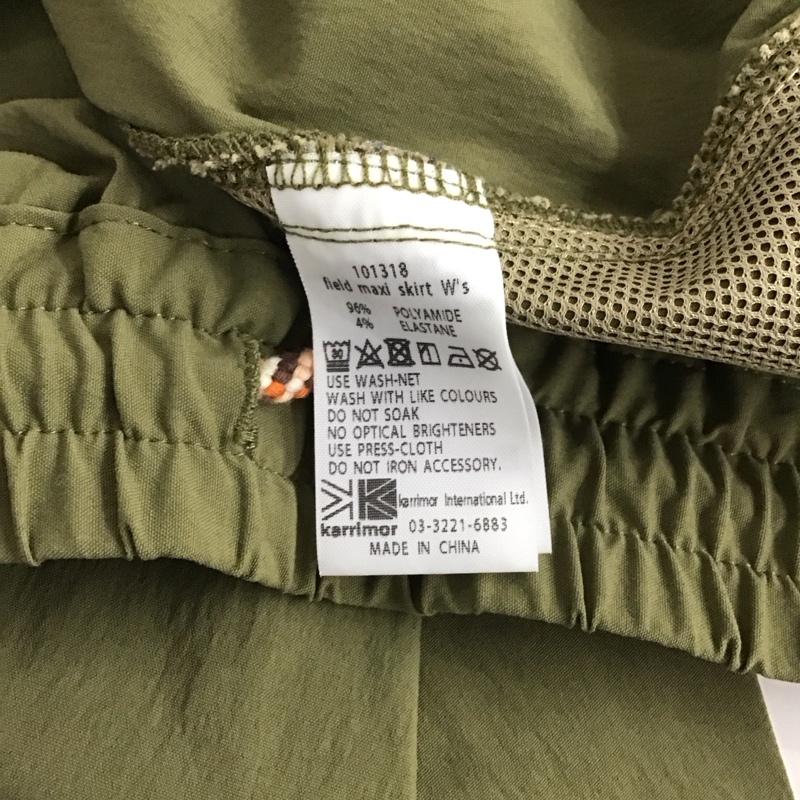 101318
field maxi skirt W's
96% POLYAMIDE
4% ELASTANE
USE WASH-NET
WASH WITH LIKE COLOURS
DO NOT SOAK
NO OPTICAL BRIGHTENERS
USE PRESS-CLOTH
DO NOT IRON ACCESSORY.
karrimor International Ltd.
karrimor 03-3221-6883
MADE IN CHINA